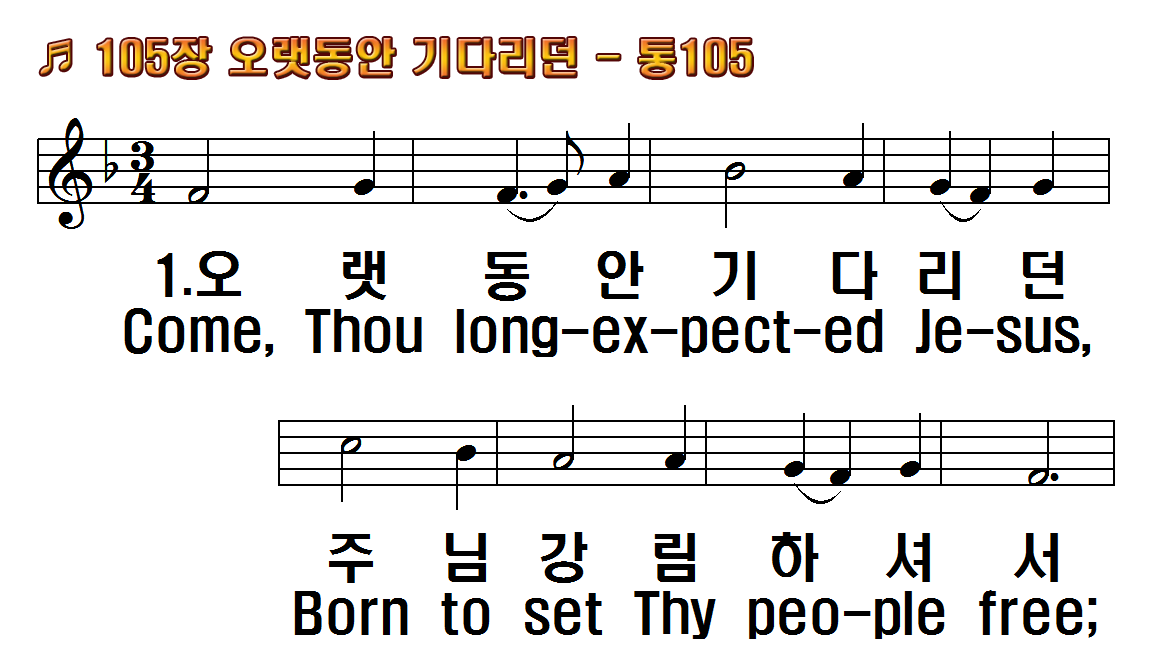 ♬ 105장 오랫동안 기다리던 - 통105
3
4
1.오 랫 동 안 기 다 리 던
Come, Thou long-ex-pect-ed Je-sus,
주 님 강 림 하 셔 서
Born to set Thy peo-ple free;